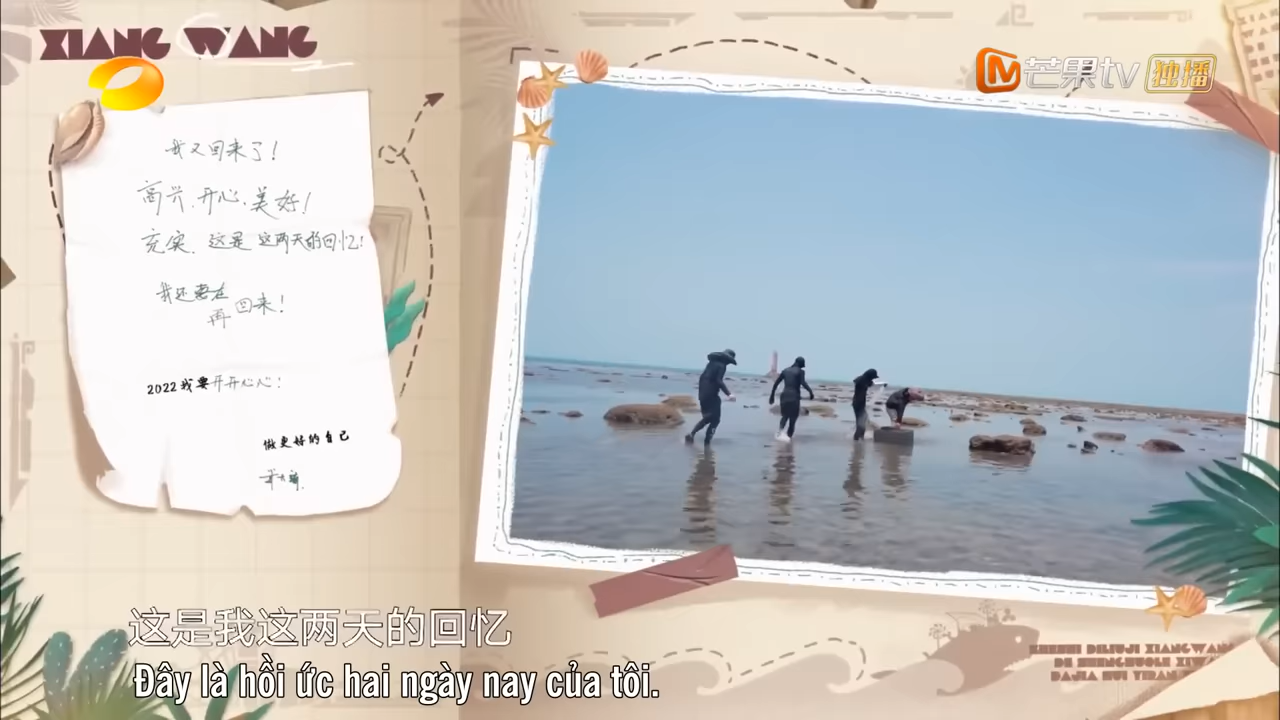 XIANG WANG
芒果tv 独播
我又回来了!
高兴.开心.美好!
充实.这是这两天的回忆!
我还要在
再回来!
2022我要开开心心!
做更好的自己
这是我这两天的回忆
Đây là hồi ức hai ngày nay của tôi.